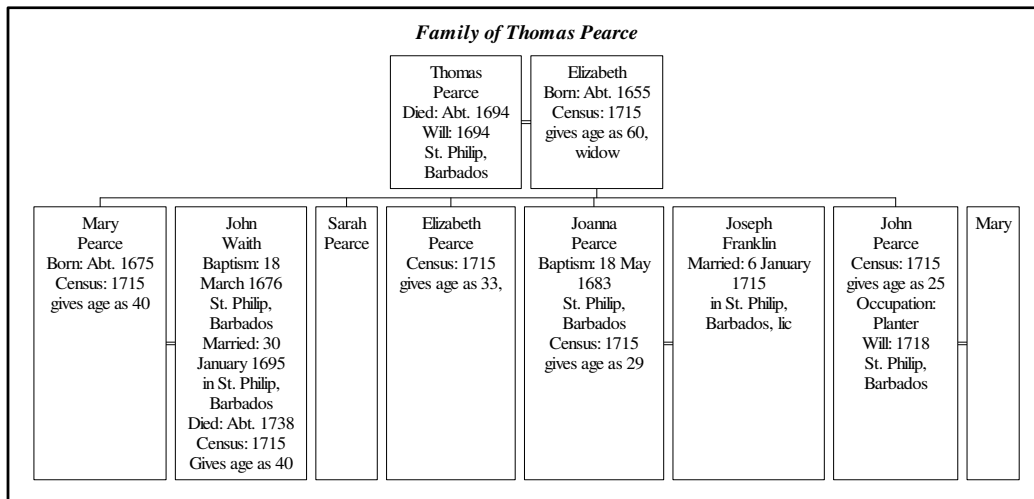 Family of Thomas Pearce
Thomas
Pearce
Died: Abt. 1694
Will: 1694
St. Philip,
Barbados
Elizabeth
Born: Abt. 1655
Census: 1715
gives age as 60,
widow
Mary
Pearce
Born: Abt. 1675
Census: 1715
gives age as 40
John
Waith
Baptism: 18
March 1676
St. Philip,
Barbados
Married: 30
January 1695
in St. Philip,
Barbados
Died: Abt. 1738
Census: 1715
Gives age as 40
Sarah
Pearce
Elizabeth
Pearce
Census: 1715
gives age as 33,
Joanna
Pearce
Baptism: 18 May
1683
St. Philip,
Barbados
Census: 1715
gives age as 29
Joseph
Franklin
Married: 6 January
1715
in St. Philip,
Barbados, lic
John
Pearce
Census: 1715
gives age as 25
Occupation:
Planter
Will: 1718
St. Philip,
Barbados
Mary